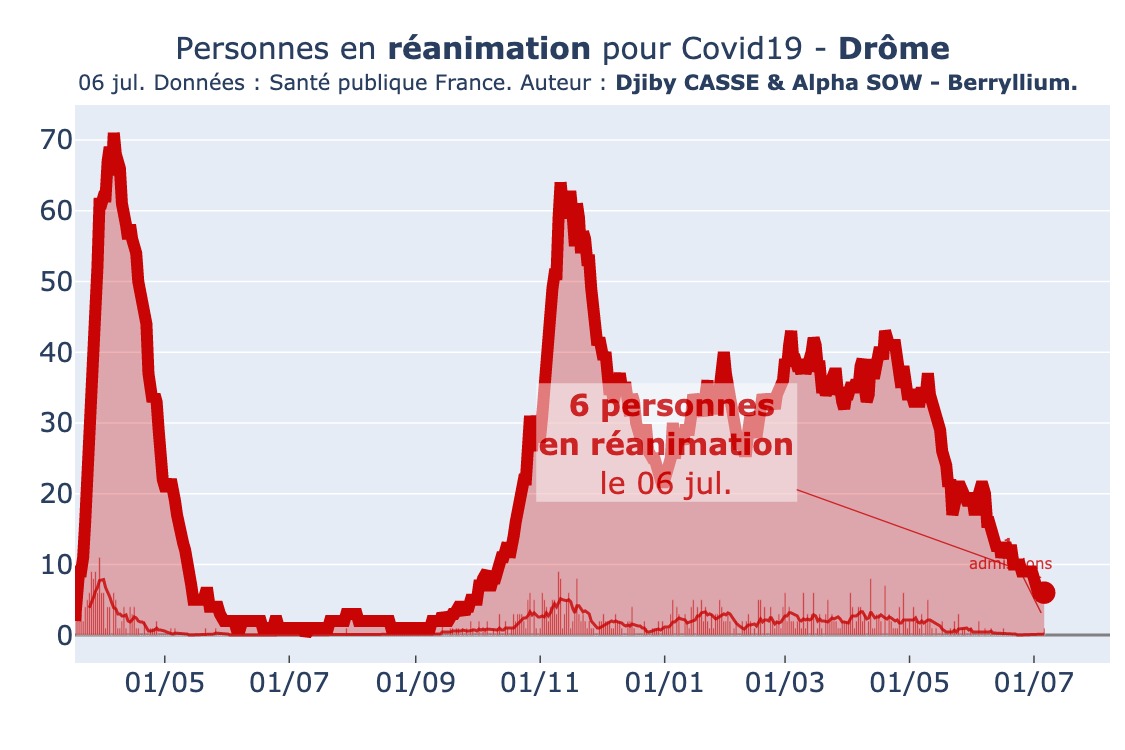 Personnes en réanimation pour Covid19 - Drôme
06 jul. Données : Santé publique France. Auteur : Djiby CASSE & Alpha SOW - Berryllium.
70
60
50
40
30
20
10
0
6 personnes
en réanimation
le 06 jul.
admissions
01/05 01/07 01/09 01/11 01/01 01/03 01/05 01/07